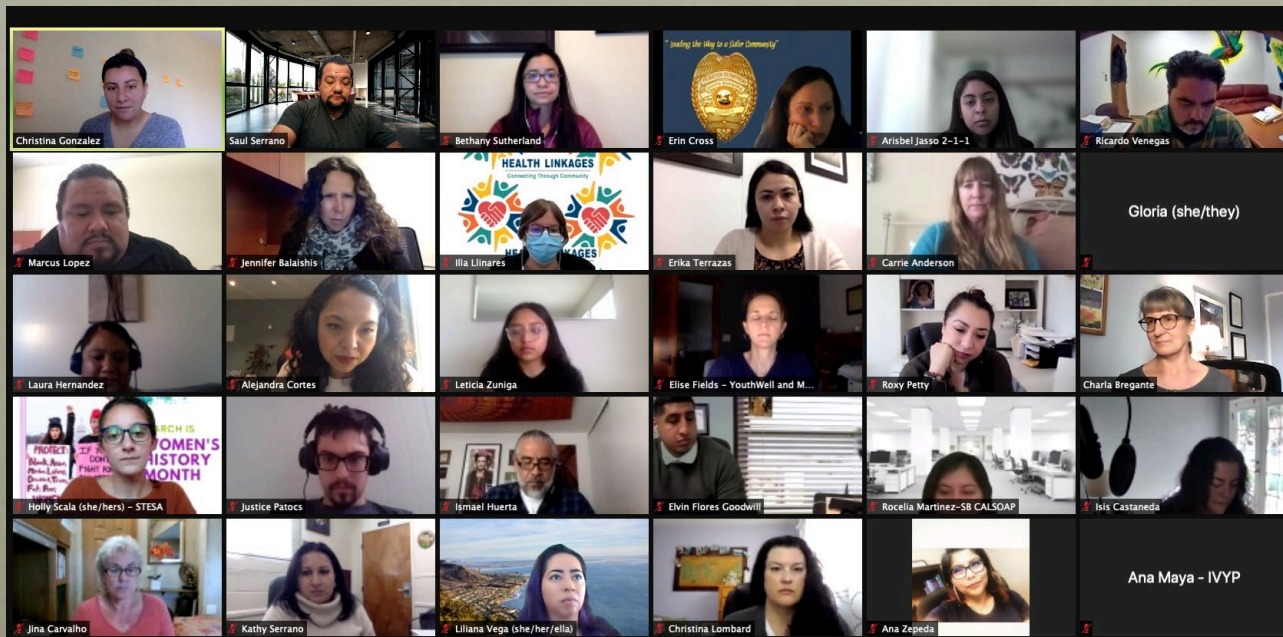 " Leading the Way to a Safer Community"
Christina Gonzalez
Saul Serrano
Bethany Sutherland
Erin Cross
Arisbel Jasso 2-1-1
Ricardo Venegas
HEALTH LINKAGES
Connecting Through Community
Marcus Lopez
Jennifer Balaishis
Illa Llinares
Erika Terrazas
Carrie Anderson
Gloria (she/they)
Laura Hernandez
Alejandra Cortes
Leticia Zuniga
Elise Fields - YouthWell and M...
Roxy Petty
Charla Bregante
ARCH IS
WOMEN'S
HISTORY
MONTH
PROTECT:
Holly Scala (she/hers) - STESA
Justice Patocs
Ismael Huerta
Elvin Flores Goodwill
Rocelia Martinez-SB CALSOAP
Isis Castaneda
Jina Carvalho
Kathy Serrano
Liliana Vega (she/her/ella)
Christina Lombard
Ana Zepeda
Ana Maya - IVYP